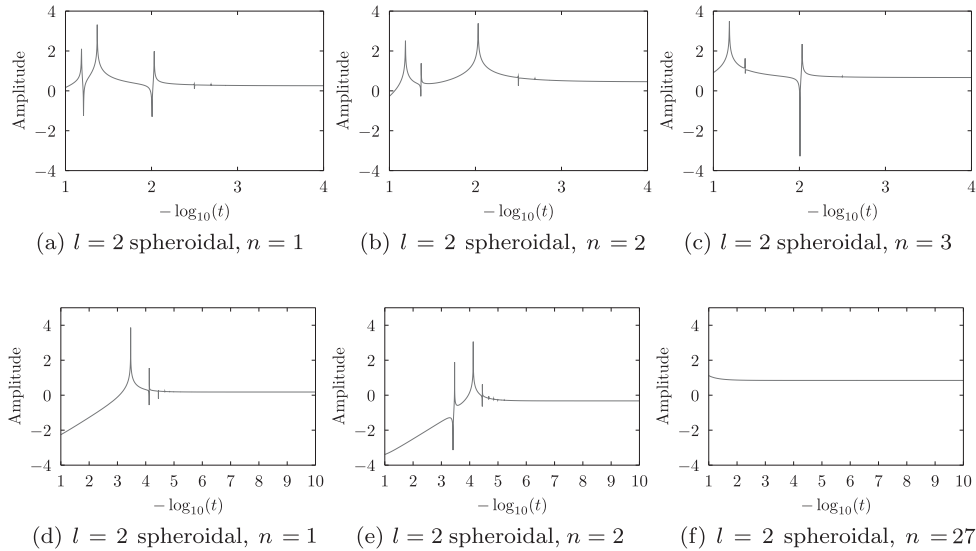 4
2
0
−2
−4
Amplitude
1 2 3 4
− log10(t)
(a) l = 2 spheroidal, n = 1
4
2
0
−2
−4
Amplitude
1 2 3 4
− log10(t)
(b) l = 2 spheroidal, n = 2
4
2
0
−2
−4
Amplitude
1 2 3 4
− log10(t)
(c) l = 2 spheroidal, n = 3
4
2
0
−2
−4
Amplitude
1 2 3 4 5 6 7 8 9 10
− log10(t)
(d) l = 2 spheroidal, n = 1
4
2
0
−2
−4
Amplitude
1 2 3 4 5 6 7 8 9 10
− log10(t)
(e) l = 2 spheroidal, n = 2
4
2
0
−2
−4
Amplitude
1 2 3 4 5 6 7 8 9 10
− log10(t)
(f) l = 2 spheroidal, n = 27